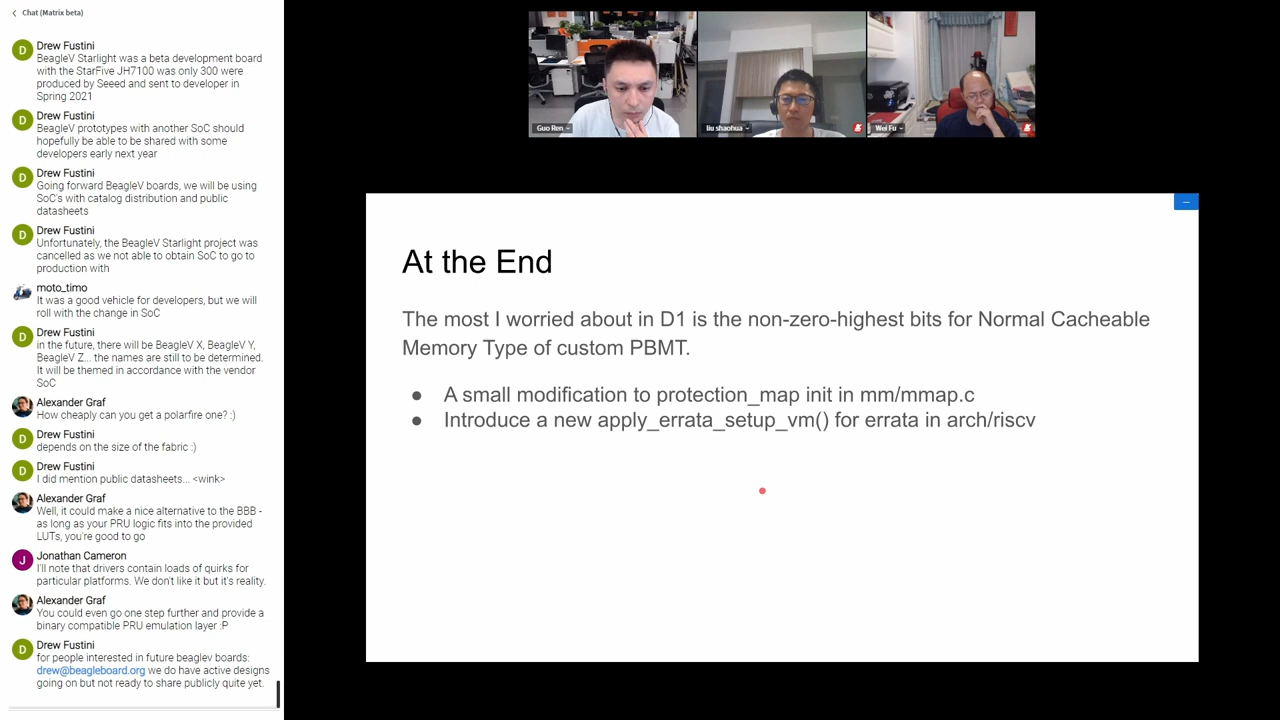 Chat (Matrix beta)
Drew Fustini
BeagleV Starlight was a beta development board
with the StarFive JH7100 was only 300 were
produced by Seeed and sent to developer in
Spring 2021
Drew Fustini
BeagleV prototypes with another SoC should
hopefully be able to be shared with some
developers early next year
Drew Fustini
Going forward BeagleV boards, we will be using
SoC's with catalog distribution and public
datasheets
Drew Fustini
Unfortunately, the BeagleV Starlight project was
cancelled as we not able to obtain SoC to go to
production with
moto_timo
It was a good vehicle for developers, but we will
roll with the change in SoC
Drew Fustini
in the future, there will be BeagleV X, BeagleV Y,
BeagleV Z... the names are still to be determined.
It will be themed in accordance with the vendor
SoC
Alexander Graf
How cheaply can you get a polarfire one? :)
Drew Fustini
depends on the size of the fabric :)
Drew Fustini
I did mention public datasheets... <wink>
Alexander Graf
Well, it could make a nice alternative to the BBB -
as long as your PRU logic fits into the provided
LUTs, you're good to go
Jonathan Cameron
I'll note that drivers contain loads of quirks for
particular platforms. We don't like it but it's reality.
Alexander Graf
You could even go one step further and provide a
binary compatible PRU emulation layer :P
Drew Fustini
for people interested in future beaglev boards:
drew@beagleboard.org we do have active designs
going on but not ready to share publicly quite yet.
D
D
D
D
D
D
D
J
D
Guo Ren
liu shaohua
Wei Fu
At the End
The most I worried about in D1 is the non-zero-highest bits for Normal Cacheable
Memory Type of custom PBMT.
● A small modification to protection_map init in mm/mmap.c
● Introduce a new apply_errata_setup_vm() for errata in arch/riscv